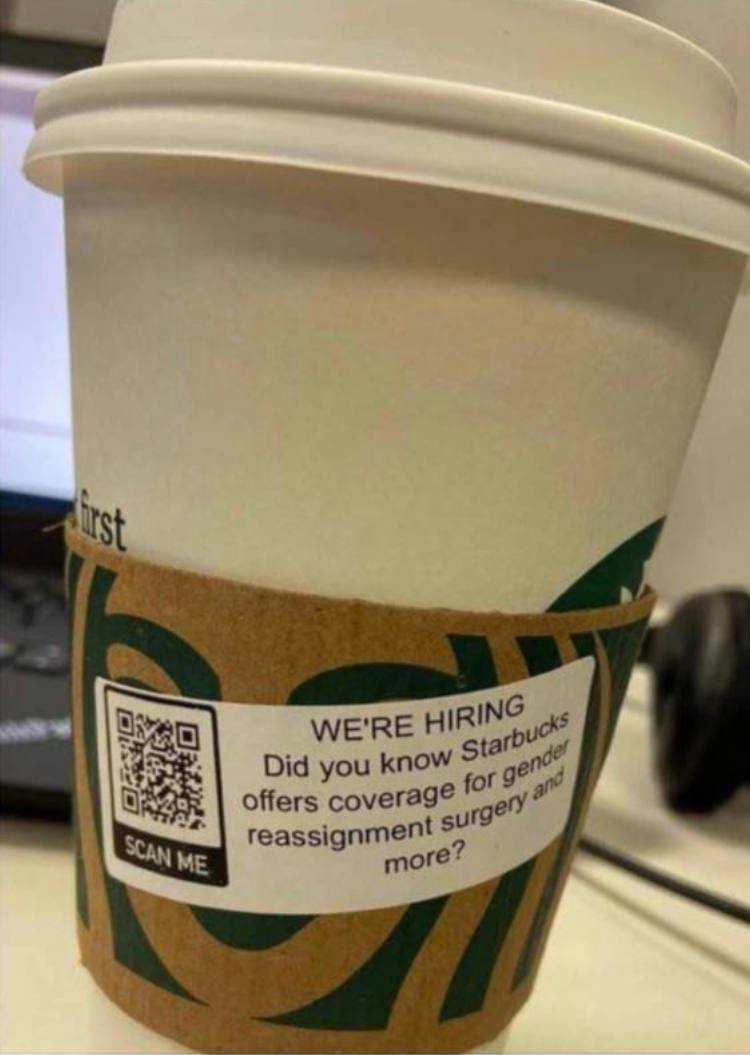 first
WE'RE HIRING
Did you know Starbucks
offers coverage for gender
reassignment surgery and
more?
SCAN ME